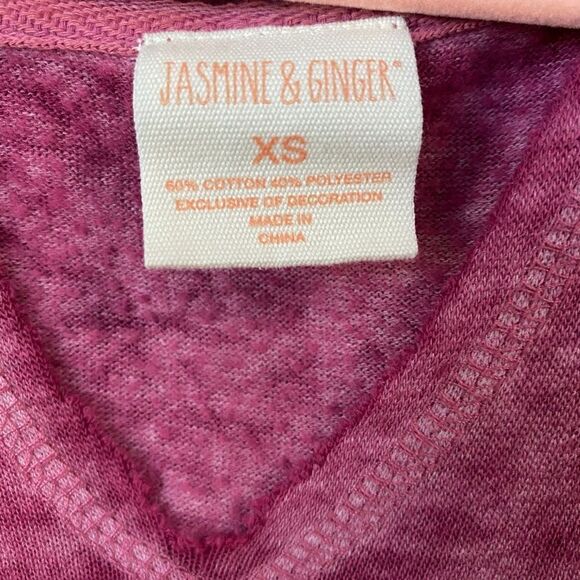 JASMINE & GINGER®
XS
60% COTTON 40% POLYESTER
EXCLUSIVE OF DECORATION
MADE IN
CHINA